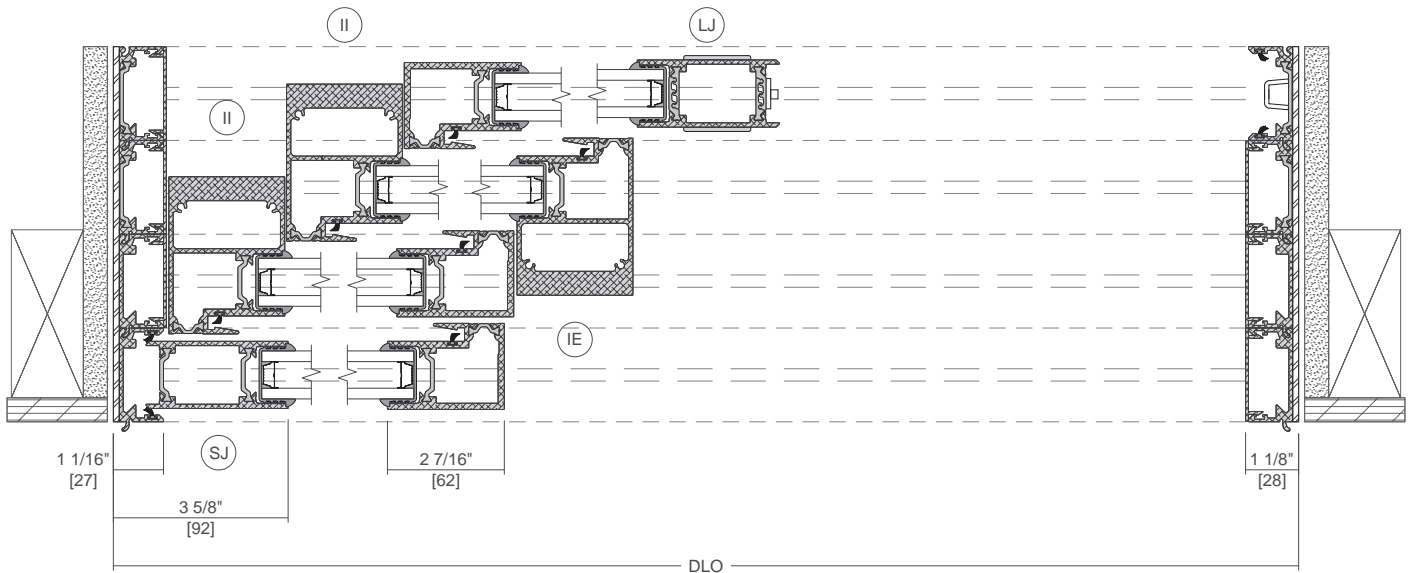 II
LJ
II
IE
SJ
1 1/16"
[27]
2 7/16"
[62]
1 1/8"
[28]
3 5/8"
[92]
DLO